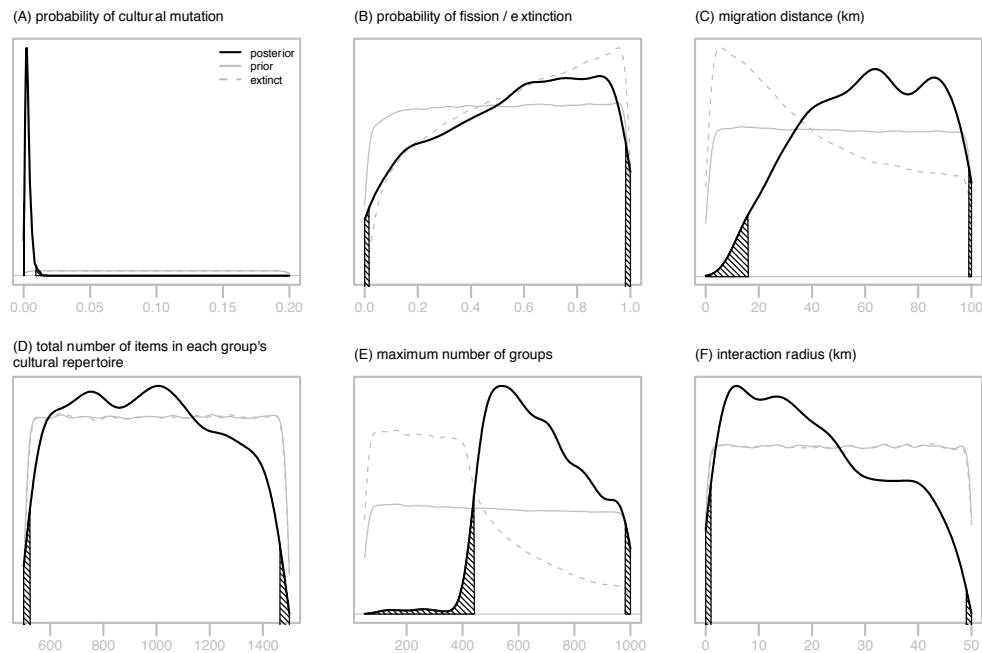 (A) probability of cultural mutation
posterior
prior
extinct
0.00 0.05 0.10 0.15 0.20
(B) probability of fission / extinction
0.0 0.2 0.4 0.6 0.8 1.0
(C) migration distance (km)
0 20 40 60 80 100
(D) total number of items in each group's
cultural repertoire
600 800 1000 1200 1400
(E) maximum number of groups
200 400 600 800 1000
(F) interaction radius (km)
0 10 20 30 40 50